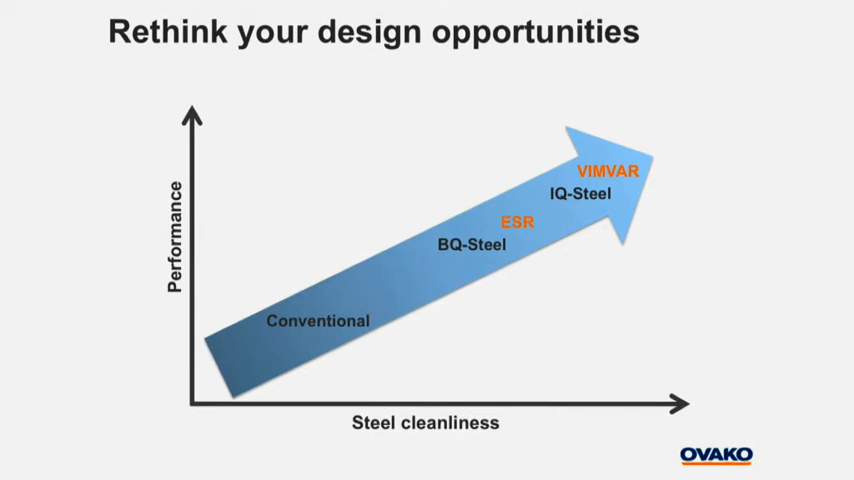 Rethink your design opportunities
Performance
VIMVAR
IQ-Steel
ESR
BQ-Steel
Conventional
Steel cleanliness
OVAKO